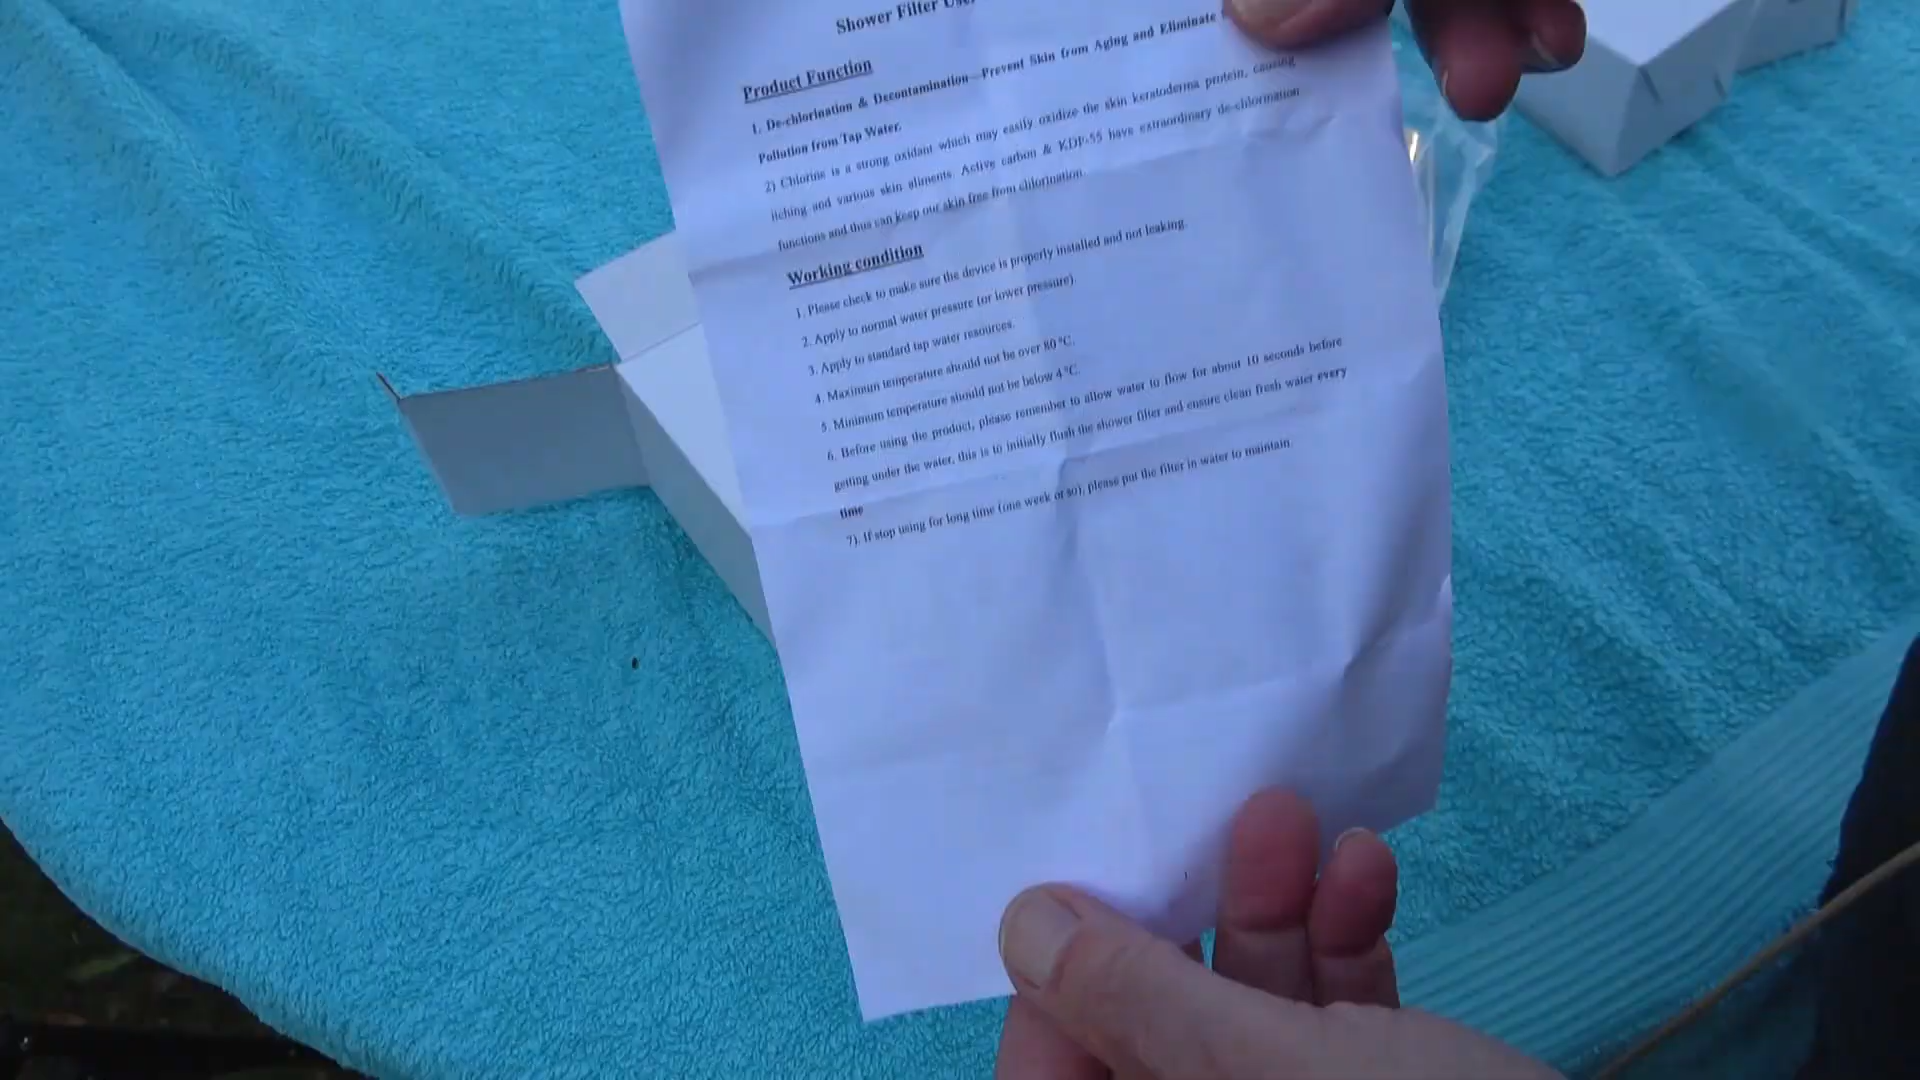 Shower Filter
Product Function
1. De-chlorination & Decontamination—Prevent Skin from Aging and Eliminate
Pollution from Tap Water.
2) Chlorine is a strong oxidant which may easily oxidize the skin keratoderma protein, causing
itching and various skin ailments. Active carbon & KDF-55 have extraordinary de-chlorination
functions and thus can keep our skin free from chlorination.
Working condition
1. Please check to make sure the device is properly installed and not leaking.
2. Apply to normal water pressure (or lower pressure).
3. Apply to standard tap water resources.
4. Maximum temperature should not be over 80 °C.
5. Minimum temperature should not be below 4 °C.
6. Before using the product, please remember to allow water to flow for about 10 seconds before
getting under the water, this is to initially flush the shower filter and ensure clean fresh water every
time
7). If stop using for long time (one week or so), please put the filter in water to maintain
1